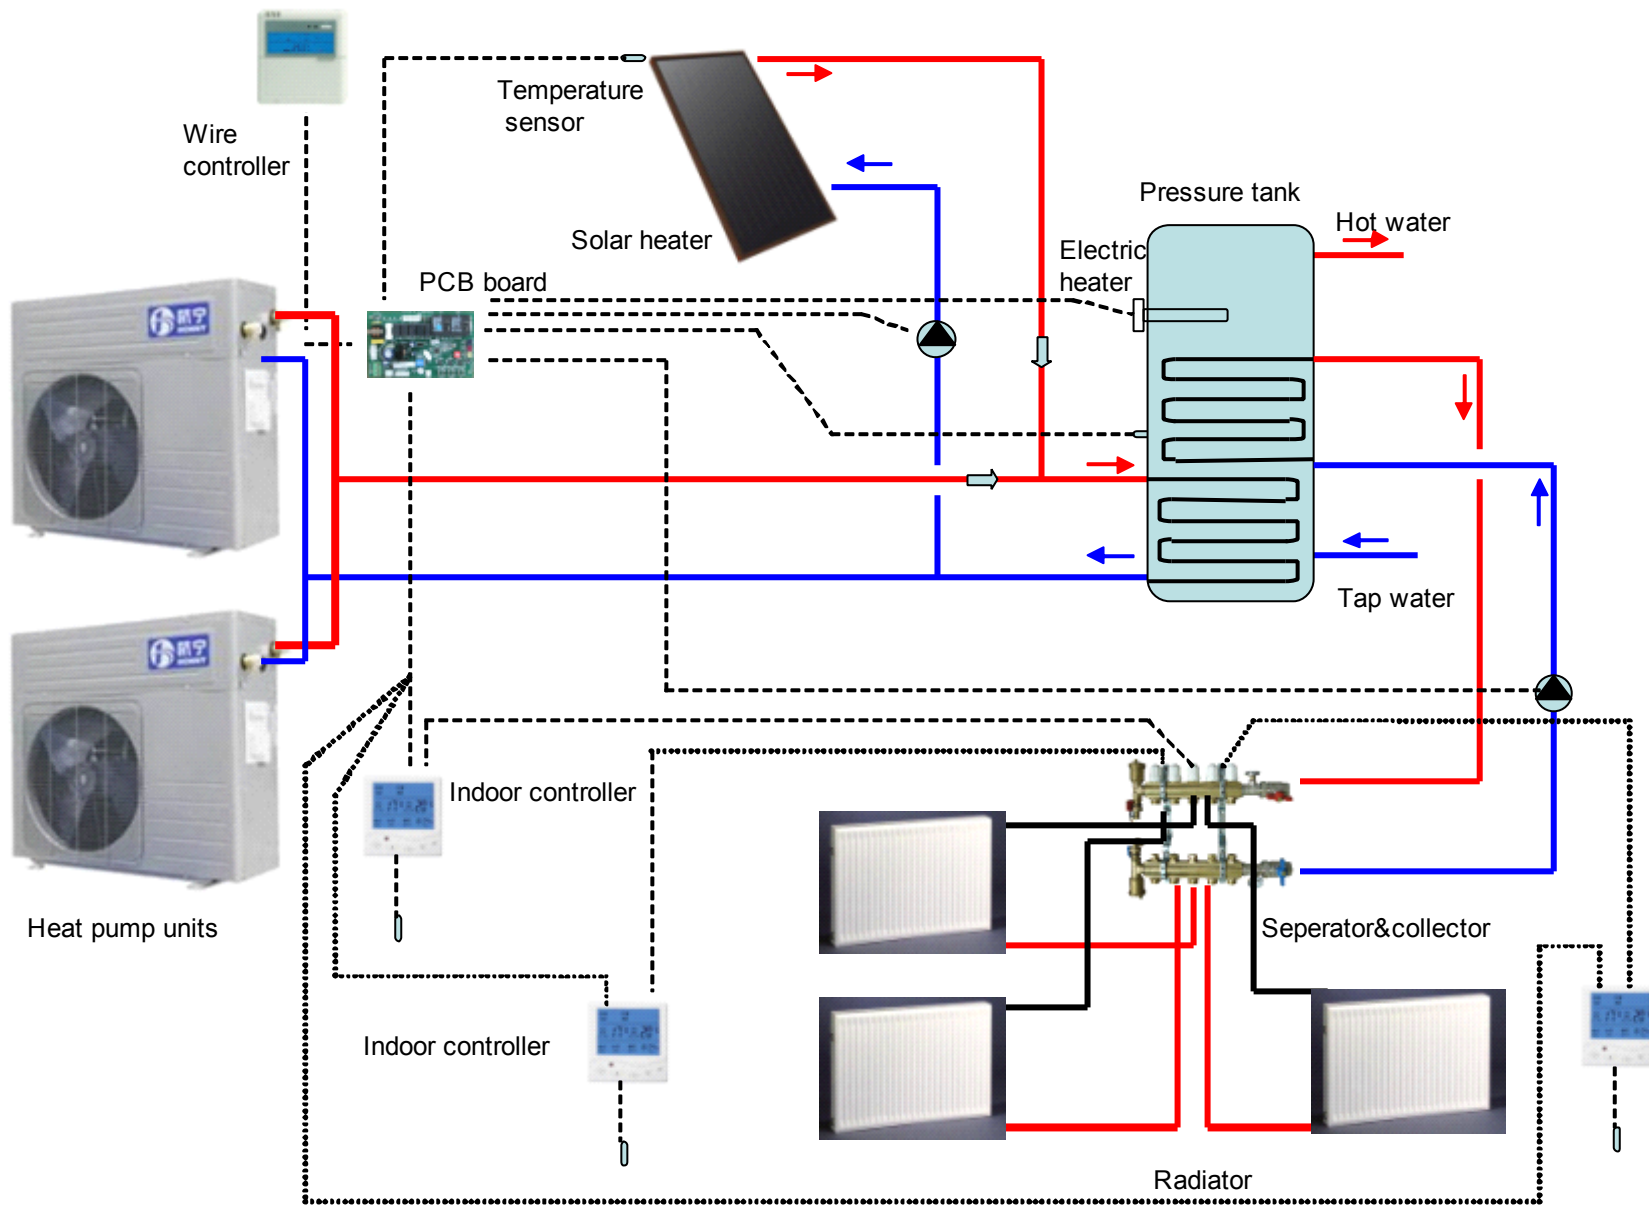 Wire
controller
Temperature
sensor
Solar heater
Pressure tank
Hot water
Electric
heater
PCB board
Tap water
Indoor controller
Heat pump units
Seperator&collector
Indoor controller
Radiator